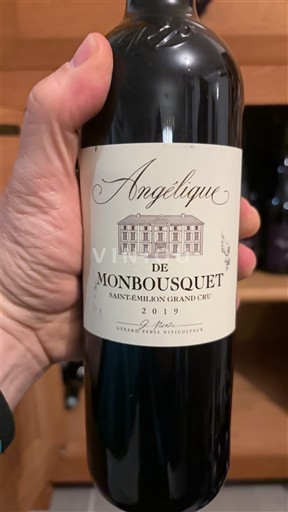 Angélique
DE
MONBOUSQUET
SAINT-ÉMILION GRAND CRU
2019
GÉRARD PERSE VITICULTEUR